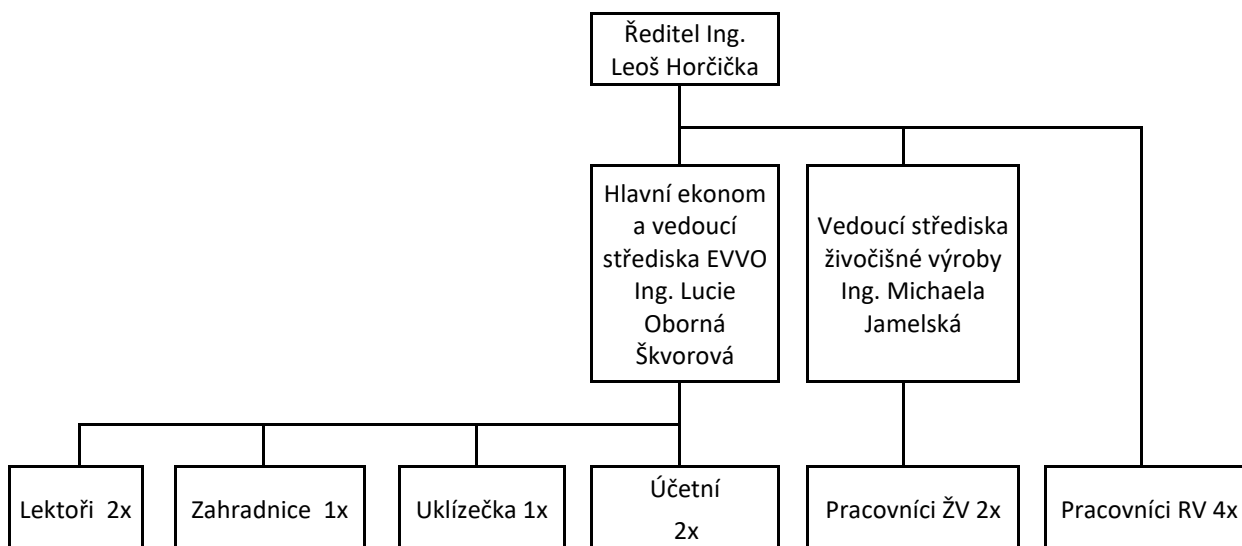 Ředitel Ing.
Leoš Horčička
Hlavní ekonom
a vedoucí
střediska EVVO
Ing. Lucie
Oborná
Škvorová
Vedoucí střediska
živočišné výroby
Ing. Michaela
Jamelská
Lektoři 2x
Zahradnice 1x
Uklízečka 1x
Účetní
2x
Pracovníci ŽV 2x
Pracovníci RV 4x